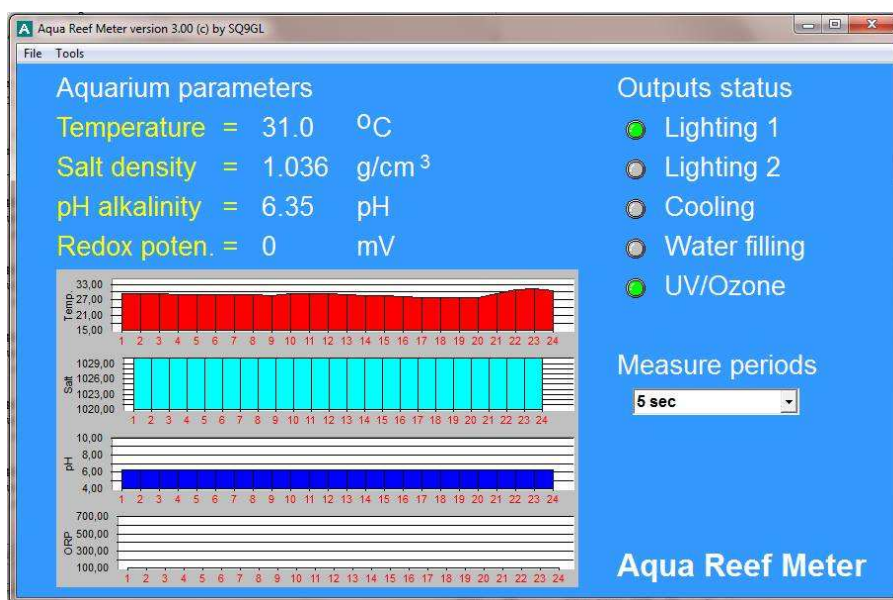 Aqua Reef Meter version 3.00 (c) by SQ9GL
File Tools
Aquarium parameters
Temperature = 31.0 °C
Salt density = 1.036 g/cm³
pH alkalinity = 6.35 pH
Redox poten. = 0 mV
Outputs status
Lighting 1
Lighting 2
Cooling
Water filling
UV/Ozone
Measure periods
5 sec
Temp.
33,00
27,00
21,00
15,00
1 2 3 4 5 6 7 8 9 10 11 12 13 14 15 16 17 18 19 20 21 22 23 24
Salt
1029,00
1026,00
1023,00
1020,00
1 2 3 4 5 6 7 8 9 10 11 12 13 14 15 16 17 18 19 20 21 22 23 24
pH
10,00
8,00
6,00
4,00
1 2 3 4 5 6 7 8 9 10 11 12 13 14 15 16 17 18 19 20 21 22 23 24
ORP
700,00
500,00
300,00
100,00
1 2 3 4 5 6 7 8 9 10 11 12 13 14 15 16 17 18 19 20 21 22 23 24
Aqua Reef Meter